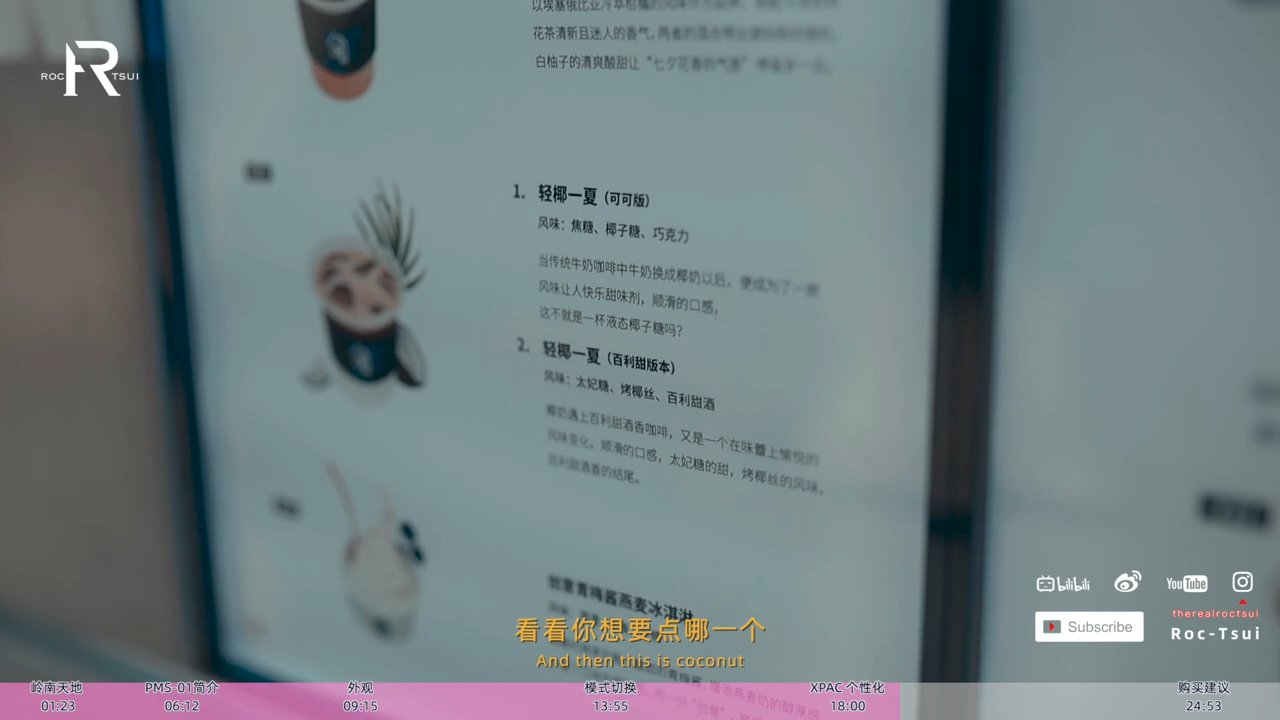 ROC TSUI
花茶清新且迷人的香气，两者的
白柚子的清爽酸甜让“七夕花香的气息”
1. 轻椰一夏（可可版）
风味：焦糖、椰子糖、巧克力
当传统牛奶咖啡中牛奶换成椰奶以后，便成为了一款
风味让人快乐甜味剂，顺滑的口感，
这不就是一杯液态椰子糖吗？
2. 轻椰一夏（百利甜版本）
风味：太妃糖、烤椰丝、百利甜酒
椰奶遇上百利甜酒香咖啡，又是一个在味蕾上愉悦的
风味变化。顺滑的口感，太妃糖的甜，烤椰丝的风味，
百利甜酒香的结尾。
创意青梅酱燕麦冰淇淋
看看你想要点哪一个
And then this is coconut
bilibili
YouTube
therealroctsui
Subscribe
Roc-Tsui
岭南天地 PMS-01简介 外观 模式切换 XPAC 个性化 购买建议
01:23 06:12 09:15 13:55 18:00 24:53